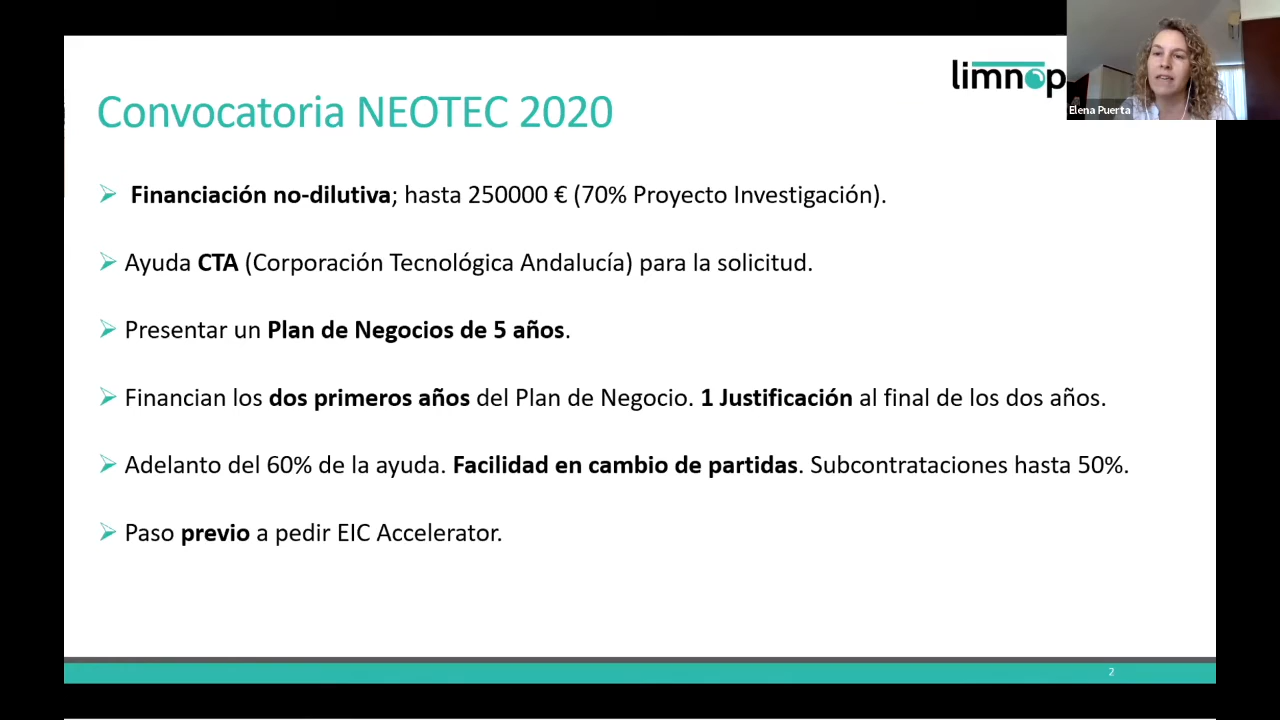 limnop
Elena Puerta
Convocatoria NEOTEC 2020
Financiación no-dilutiva; hasta 250000 € (70% Proyecto Investigación).
Ayuda CTA (Corporación Tecnológica Andalucía) para la solicitud.
Presentar un Plan de Negocios de 5 años.
Financian los dos primeros años del Plan de Negocio. 1 Justificación al final de los dos años.
Adelanto del 60% de la ayuda. Facilidad en cambio de partidas. Subcontrataciones hasta 50%.
Paso previo a pedir EIC Accelerator.
2